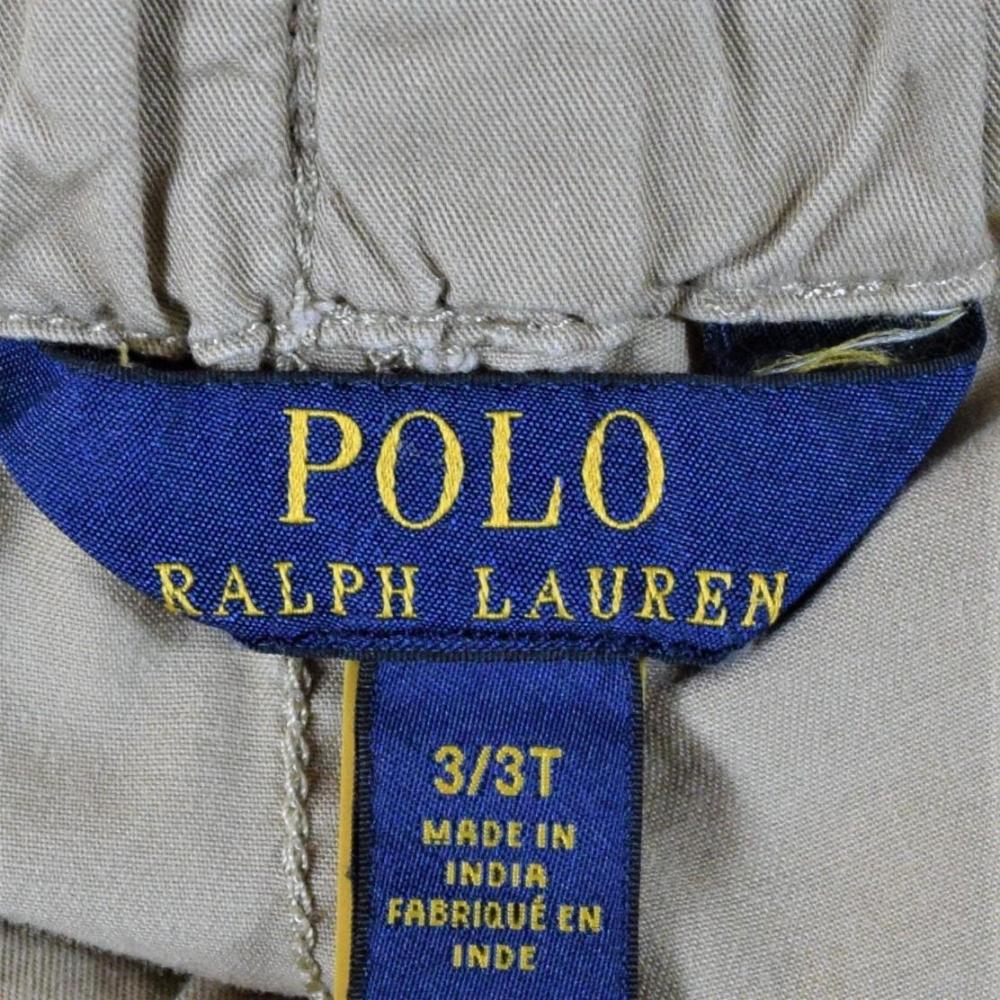 POLO
RALPH LAUREN
3/3T
MADE IN
INDIA
FABRIQUÉ EN
INDE